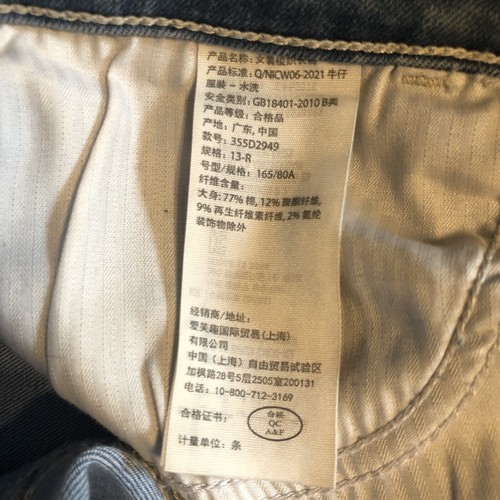 产品名称: 女装梭织长裤
产品标准: Q/NICW06-2021 牛仔
服装 – 水洗
安全类别: GB18401-2010 B类
产品等级: 合格品
产地: 广东, 中国
款号: 355D2949
规格: 13-R
号型/规格: 165/80A
纤维含量:
大身: 77% 棉, 12% 聚酯纤维,
9% 再生纤维素纤维, 2% 氨纶
装饰物除外
经销商/地址:
爱芙趣国际贸易(上海)
有限公司
中国（上海）自由贸易试验区
加枫路28号5层2505室200131
电话: 10-800-712-3169
合格证书:
合格
QC
A&F
计量单位: 条